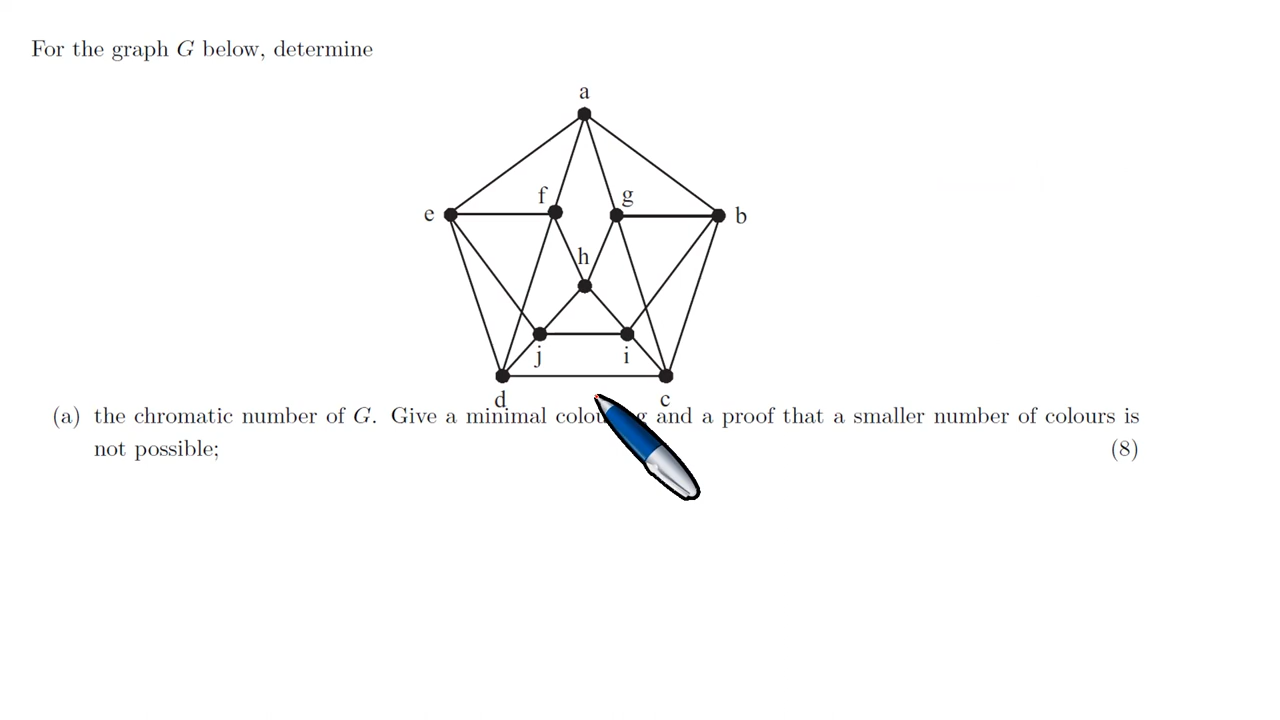 For the graph G below, determine
a
f
g
e
b
h
j
i
d
c
(a) the chromatic number of G. Give a minimal and a proof that a smaller number of colours is
not possible; (8)